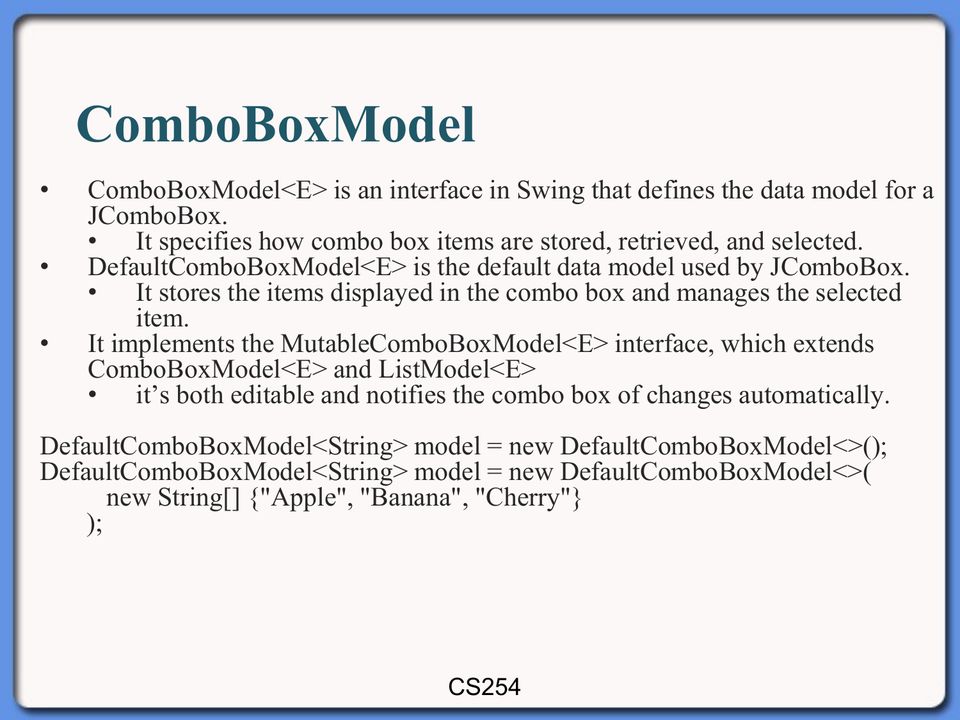 ComboBoxModel
• ComboBoxModel<E> is an interface in Swing that defines the data model for a
JComboBox.
• It specifies how combo box items are stored, retrieved, and selected.
• DefaultComboBoxModel<E> is the default data model used by JComboBox.
• It stores the items displayed in the combo box and manages the selected
item.
• It implements the MutableComboBoxModel<E> interface, which extends
ComboBoxModel<E> and ListModel<E>
• it’s both editable and notifies the combo box of changes automatically.
DefaultComboBoxModel<String> model = new DefaultComboBoxModel<>();
DefaultComboBoxModel<String> model = new DefaultComboBoxModel<>(
new String[] {"Apple", "Banana", "Cherry"}
);
CS254